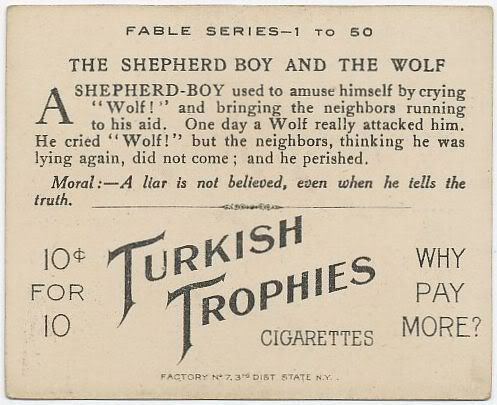 FABLE SERIES–1 TO 50
THE SHEPHERD BOY AND THE WOLF
A SHEPHERD-BOY used to amuse himself by crying
"Wolf!" and bringing the neighbors running
to his aid. One day a Wolf really attacked him.
He cried "Wolf!" but the neighbors, thinking he was
lying again, did not come; and he perished.
Moral:—A liar is not believed, even when he tells the
truth.
10¢
FOR
10
TURKISH
TROPHIES
CIGARETTES
WHY
PAY
MORE?
FACTORY Nº 7, 3RD DIST STATE N.Y.